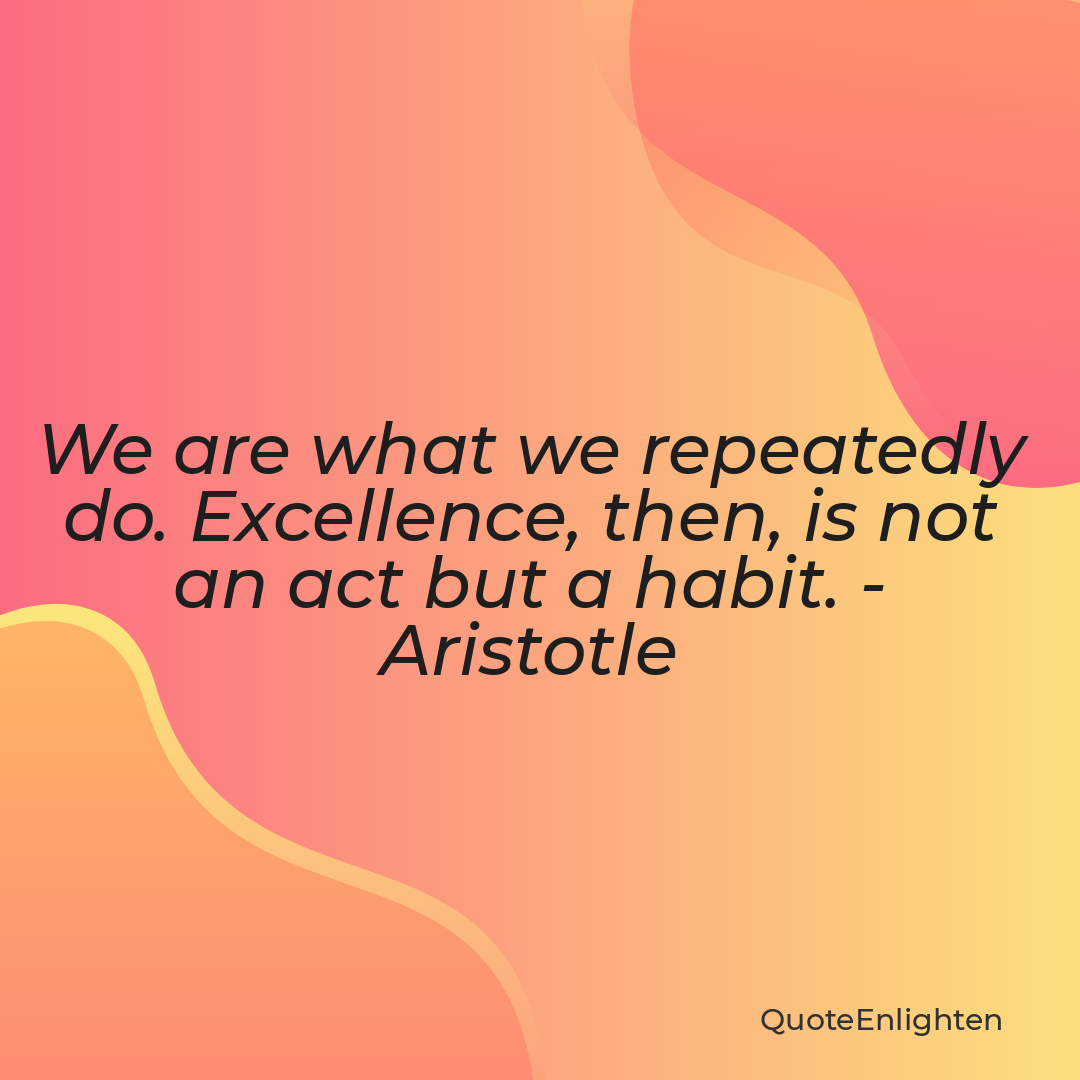 We are what we repeatedly
do. Excellence, then, is not
an act but a habit. -
Aristotle
QuoteEnlighten